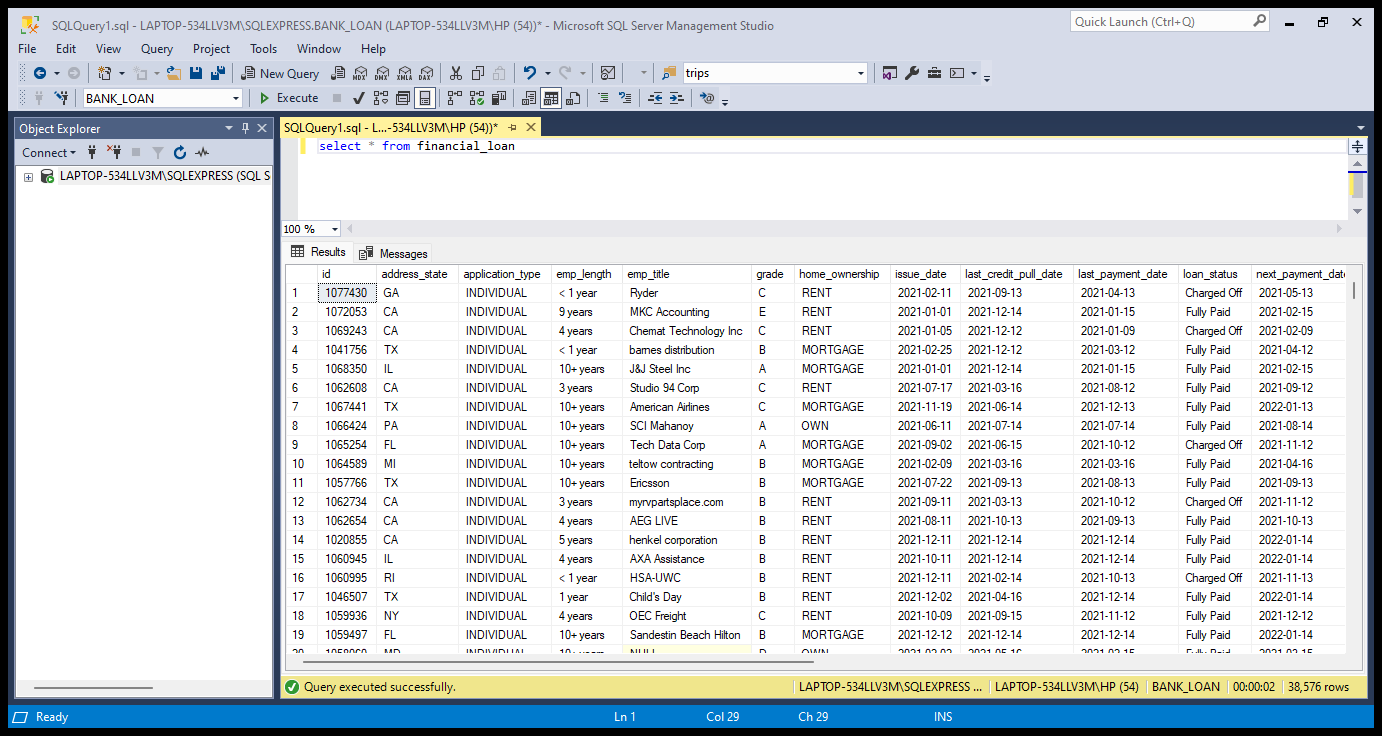 SQLQuery1.sql - LAPTOP-534LLV3M\SQLEXPRESS.BANK_LOAN (LAPTOP-534LLV3M\HP (54))* - Microsoft SQL Server Management Studio
Quick Launch (Ctrl+Q)
File Edit View Query Project Tools Window Help
New Query MDX DMX XMLA DAX trips
BANK_LOAN Execute
Object Explorer
SQLQuery1.sql - L...-534LLV3M\HP (54))*
Connect
LAPTOP-534LLV3M\SQLEXPRESS (SQL S
select * from financial_loan
100 %
Results Messages
id address_state application_type emp_length emp_title grade home_ownership issue_date last_credit_pull_date last_payment_date loan_status next_payment_date
1 1077430 GA INDIVIDUAL < 1 year Ryder C RENT 2021-02-11 2021-09-13 2021-04-13 Charged Off 2021-05-13
2 1072053 CA INDIVIDUAL 9 years MKC Accounting E RENT 2021-01-01 2021-12-14 2021-01-15 Fully Paid 2021-02-15
3 1069243 CA INDIVIDUAL 4 years Chemat Technology Inc C RENT 2021-01-05 2021-12-12 2021-01-09 Charged Off 2021-02-09
4 1041756 TX INDIVIDUAL < 1 year barnes distribution B MORTGAGE 2021-02-25 2021-12-12 2021-03-12 Fully Paid 2021-04-12
5 1068350 IL INDIVIDUAL 10+ years J&J Steel Inc A MORTGAGE 2021-01-01 2021-12-14 2021-01-15 Fully Paid 2021-02-15
6 1062608 CA INDIVIDUAL 3 years Studio 94 Corp C RENT 2021-07-17 2021-03-16 2021-08-12 Fully Paid 2021-09-12
7 1067441 TX INDIVIDUAL 10+ years American Airlines C MORTGAGE 2021-11-19 2021-06-14 2021-12-13 Fully Paid 2022-01-13
8 1066424 PA INDIVIDUAL 10+ years SCI Mahanoy A OWN 2021-06-11 2021-07-14 2021-07-14 Fully Paid 2021-08-14
9 1065254 FL INDIVIDUAL 10+ years Tech Data Corp A MORTGAGE 2021-09-02 2021-06-15 2021-10-12 Charged Off 2021-11-12
10 1064589 MI INDIVIDUAL 10+ years teltow contracting B MORTGAGE 2021-02-09 2021-03-16 2021-03-16 Fully Paid 2021-04-16
11 1057766 TX INDIVIDUAL 10+ years Ericsson B MORTGAGE 2021-07-22 2021-09-13 2021-08-13 Fully Paid 2021-09-13
12 1062734 CA INDIVIDUAL 3 years myrvpartsplace.com B RENT 2021-09-11 2021-03-13 2021-10-12 Charged Off 2021-11-12
13 1062654 CA INDIVIDUAL 4 years AEG LIVE B RENT 2021-08-11 2021-10-13 2021-09-13 Fully Paid 2021-10-13
14 1020855 CA INDIVIDUAL 5 years henkel corporation B RENT 2021-12-11 2021-12-14 2021-12-14 Fully Paid 2022-01-14
15 1060945 IL INDIVIDUAL 4 years AXA Assistance B RENT 2021-10-11 2021-12-14 2021-12-14 Fully Paid 2022-01-14
16 1060995 RI INDIVIDUAL < 1 year HSA-UWC B RENT 2021-12-11 2021-02-14 2021-10-13 Charged Off 2021-11-13
17 1046507 TX INDIVIDUAL 1 year Child's Day B RENT 2021-12-02 2021-04-16 2021-12-14 Fully Paid 2022-01-14
18 1059936 NY INDIVIDUAL 4 years OEC Freight C RENT 2021-10-09 2021-09-15 2021-11-12 Fully Paid 2021-12-12
19 1059497 FL INDIVIDUAL 10+ years Sandestin Beach Hilton B MORTGAGE 2021-12-12 2021-12-14 2021-12-14 Fully Paid 2022-01-14
20 MD INDIVIDUAL 10+ years NULL OWN Fully Paid
Query executed successfully. LAPTOP-534LLV3M\SQLEXPRESS ... LAPTOP-534LLV3M\HP (54) BANK_LOAN 00:00:02 38,576 rows
Ready Ln 1 Col 29 Ch 29 INS